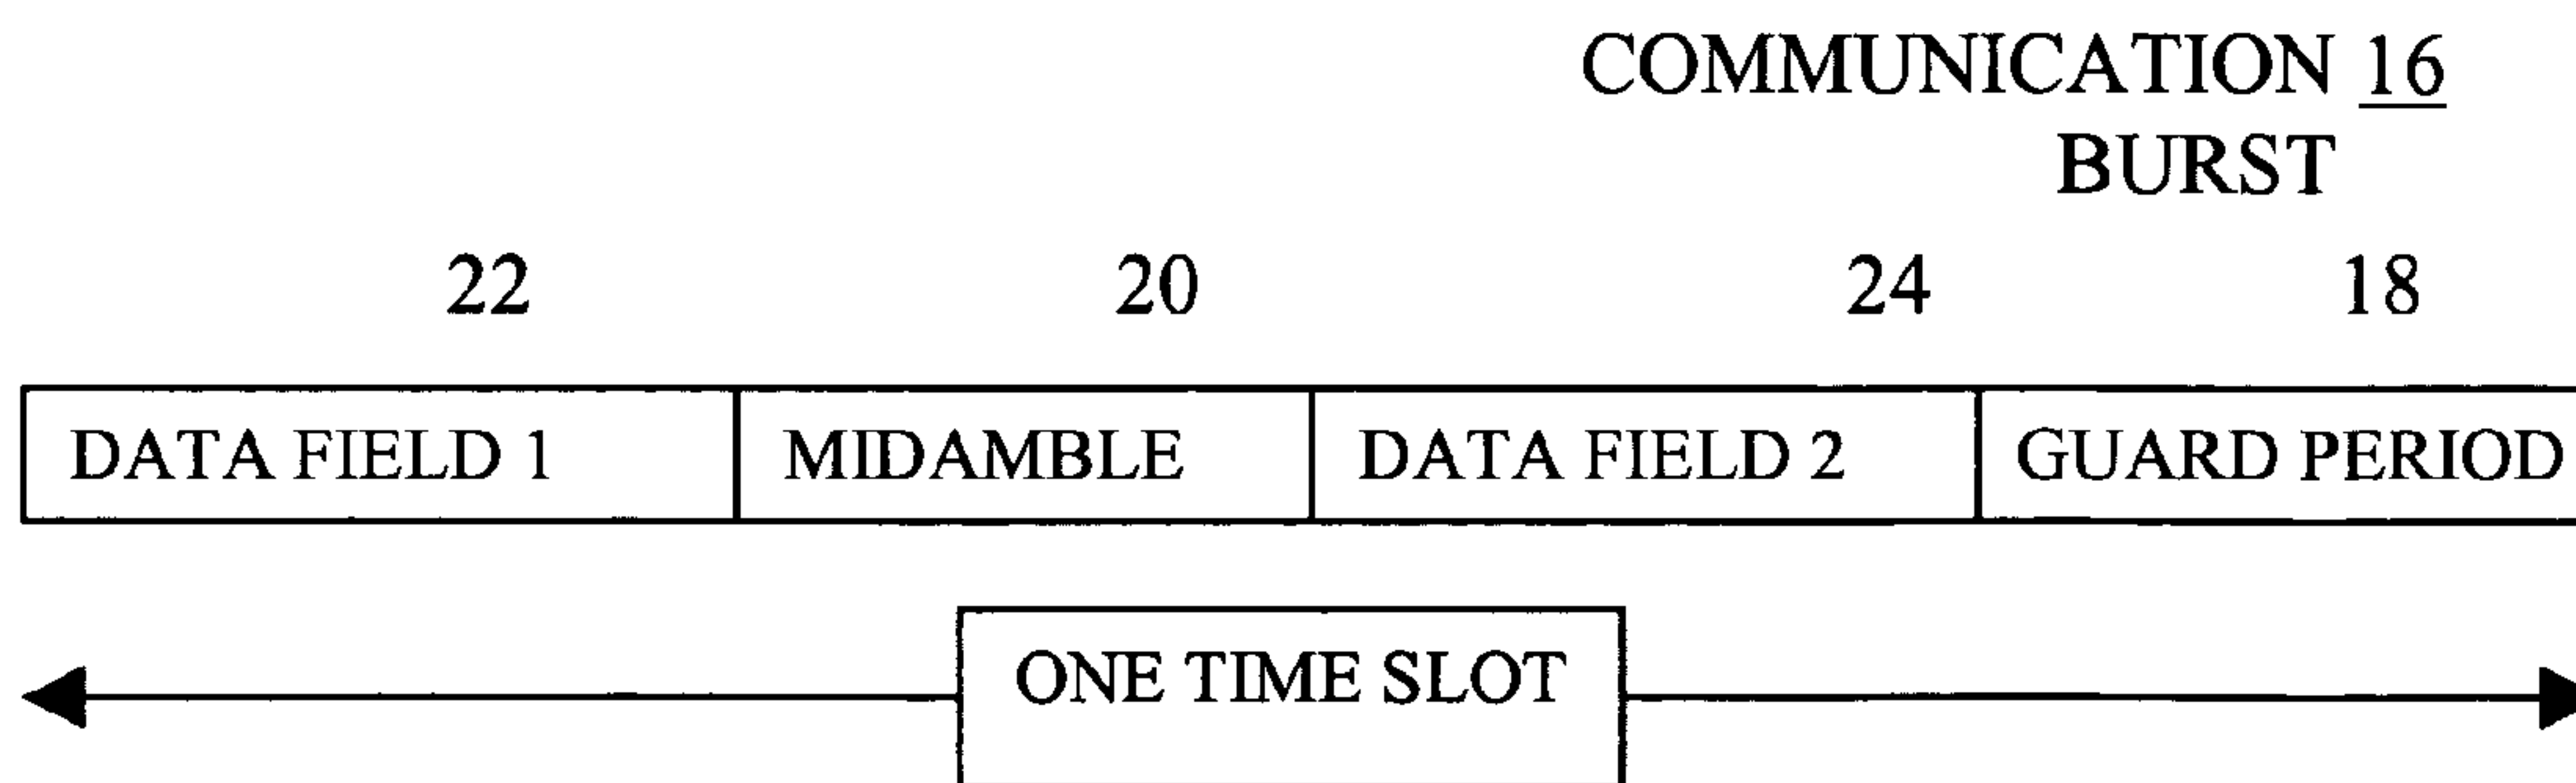 COMMUNICATION 16
BURST
22 20 24 18
DATA FIELD 1 MIDAMBLE DATA FIELD 2 GUARD PERIOD
ONE TIME SLOT